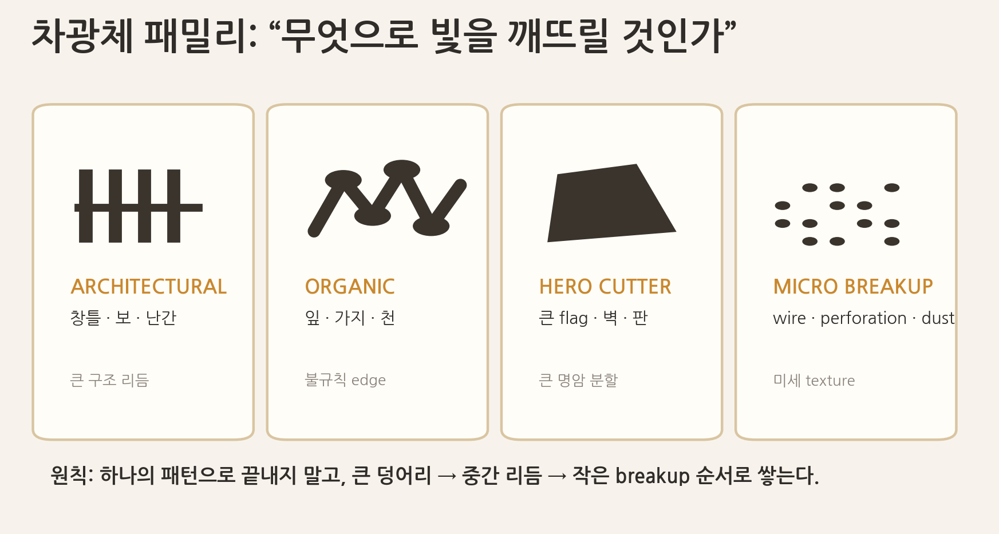 차광체 패밀리: “무엇으로 빛을 깨뜨릴 것인가”
ARCHITECTURAL
창틀 · 보 · 난간
큰 구조 리듬
ORGANIC
잎 · 가지 · 천
불규칙 edge
HERO CUTTER
큰 flag · 벽 · 판
큰 명암 분할
MICRO BREAKUP
wire · perforation · dust
미세 texture
원칙: 하나의 패턴으로 끝내지 말고, 큰 덩어리 → 중간 리듬 → 작은 breakup 순서로 쌓는다.